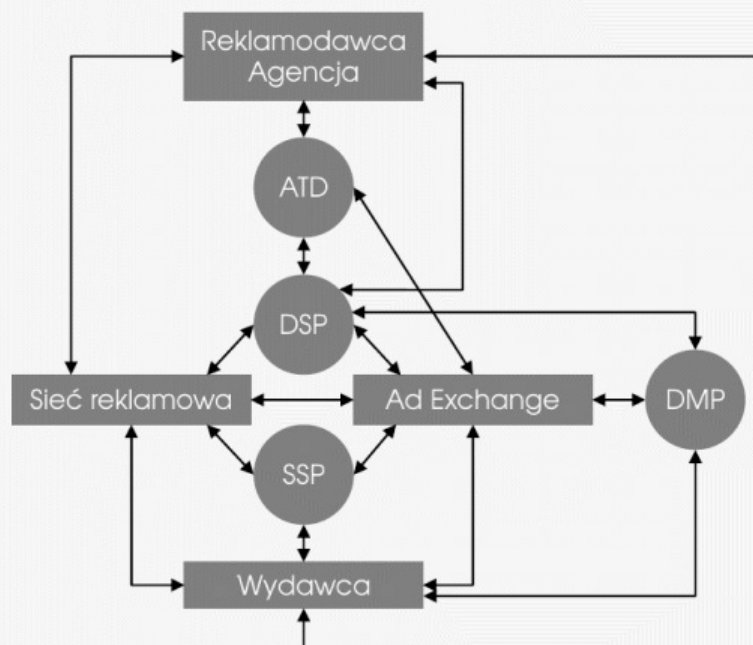 Reklamodawca
Agencja
ATD
DSP
Sieć reklamowa
Ad Exchange
DMP
SSP
Wydawca